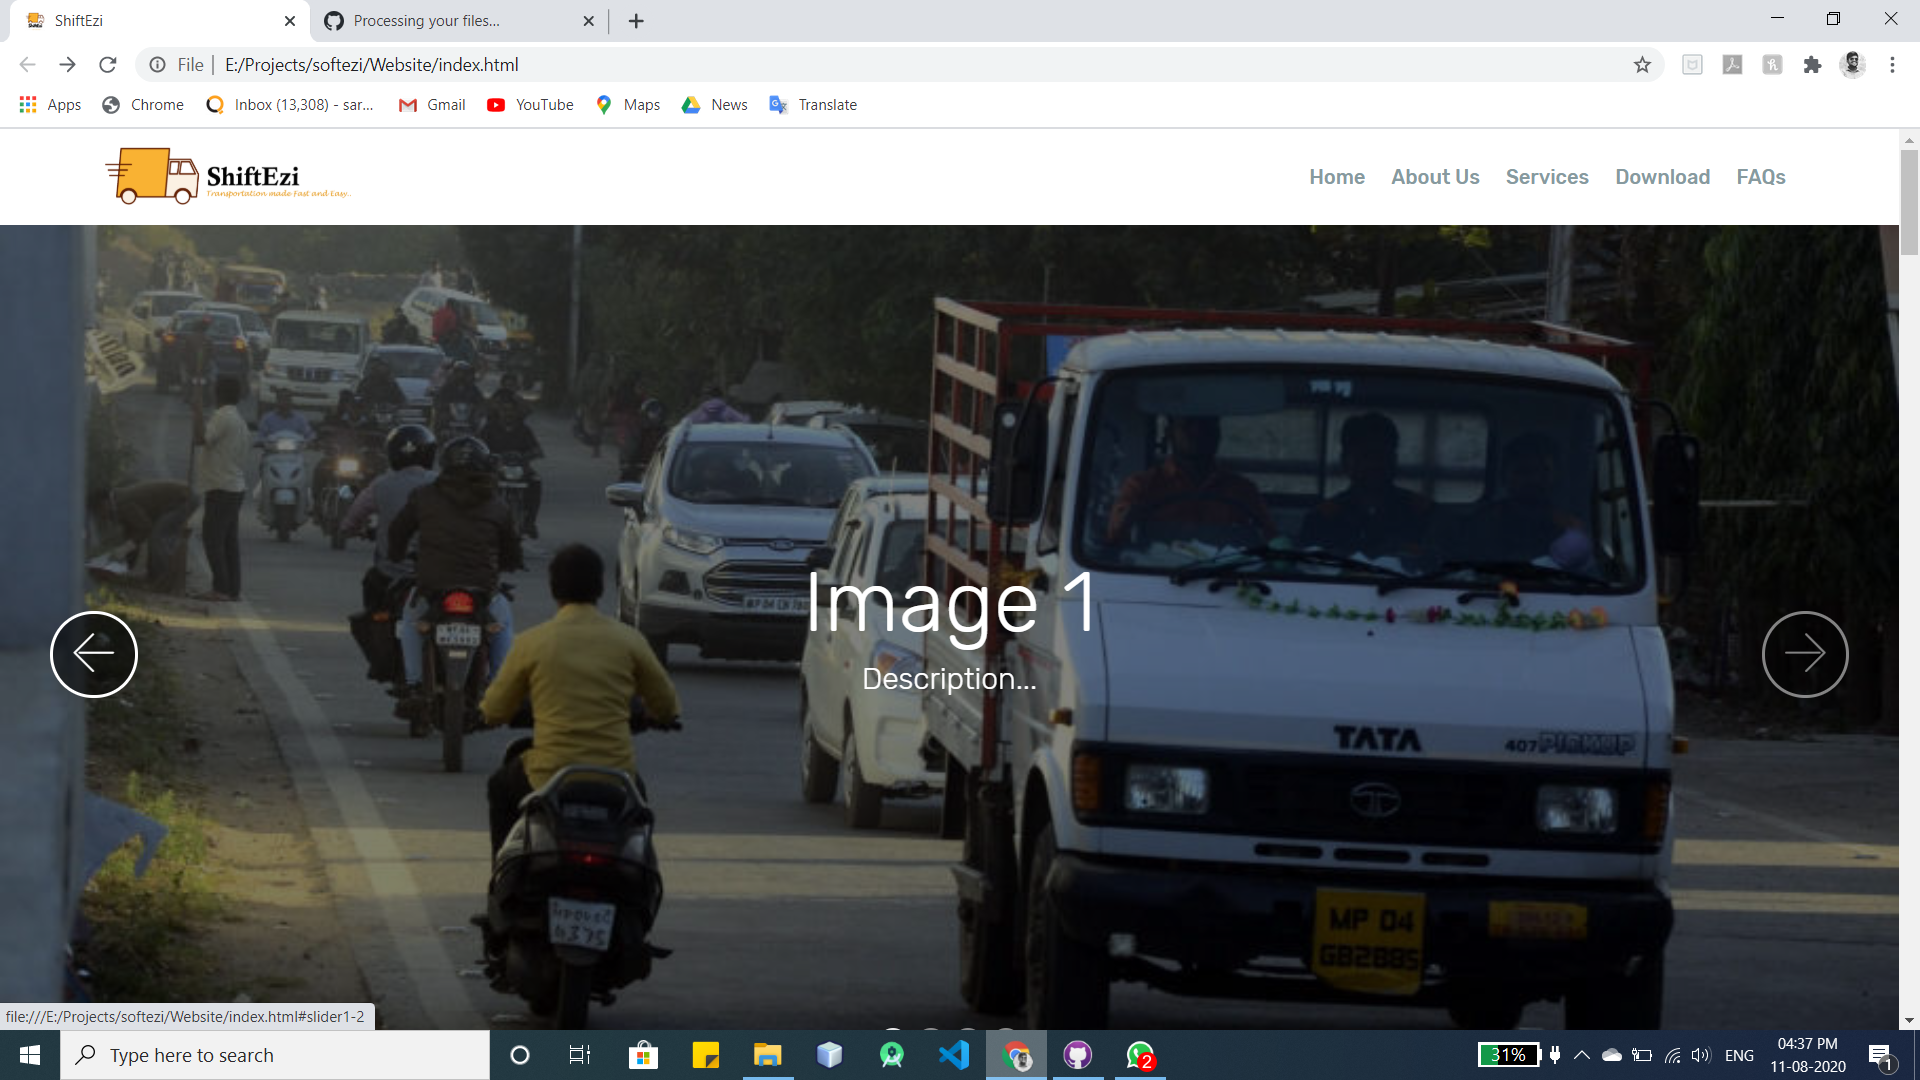 ShiftEzi
Processing your files...
File
E:/Projects/softezi/Website/index.html
Apps
Chrome
Inbox (13,308) - sar...
Gmail
YouTube
Maps
News
Translate
ShiftEzi
Transportation made Fast and Easy..
Home
About Us
Services
Download
FAQs
Image 1
Description...
TATA
407 PICKUP
MP 04
GB2885
file:///E:/Projects/softezi/Website/index.html#slider1-2
Type here to search
2
31%
ENG
04:37 PM
11-08-2020
1